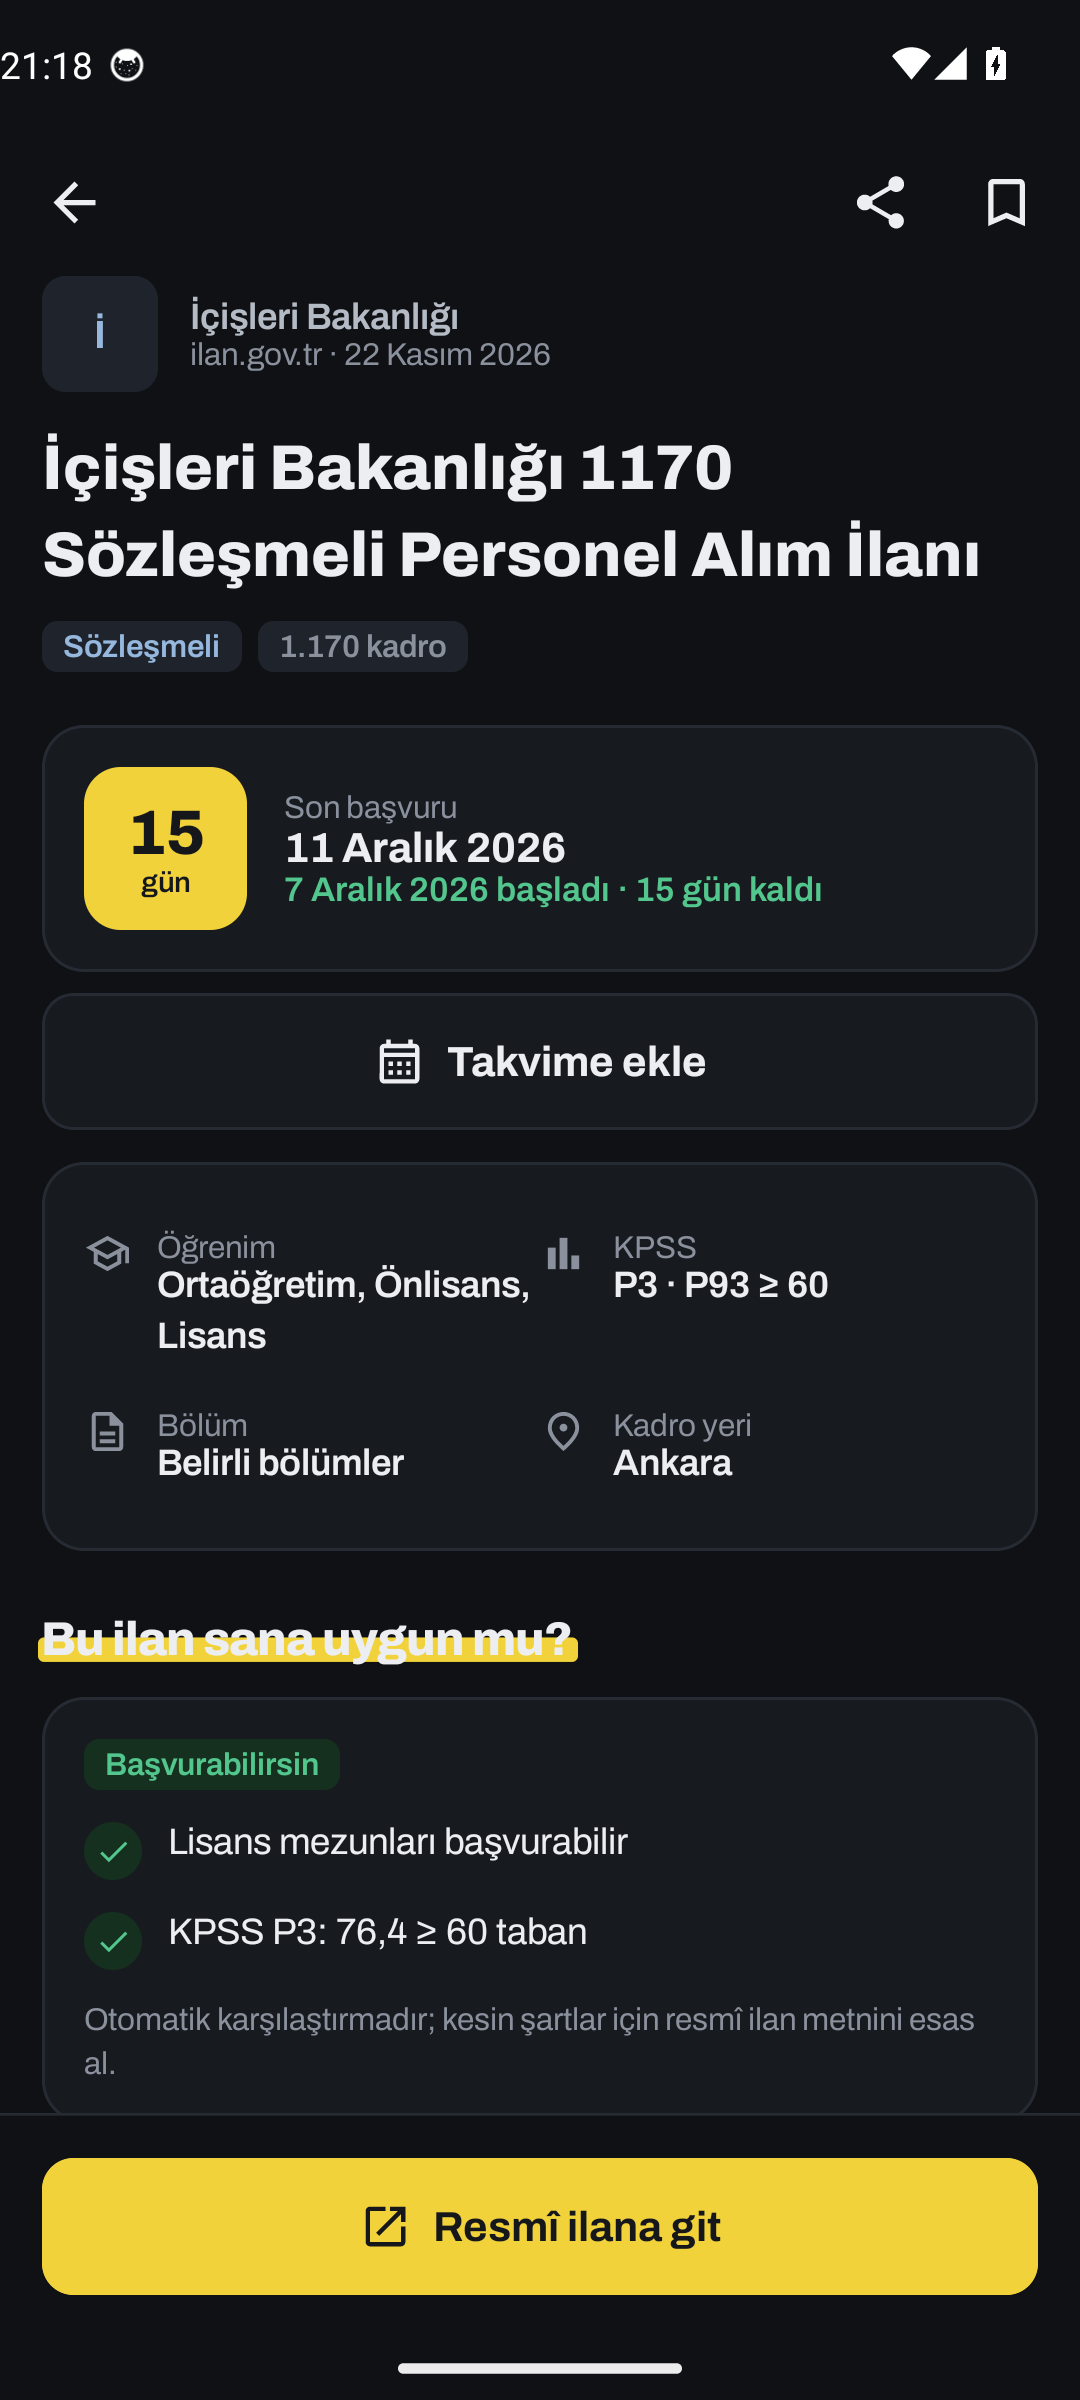 21:18
İ
İçişleri Bakanlığı
ilan.gov.tr · 22 Kasım 2026
İçişleri Bakanlığı 1170
Sözleşmeli Personel Alım İlanı
Sözleşmeli
1.170 kadro
15
gün
Son başvuru
11 Aralık 2026
7 Aralık 2026 başladı · 15 gün kaldı
Takvime ekle
Öğrenim
Ortaöğretim, Önlisans,
Lisans
KPSS
P3 · P93 ≥ 60
Bölüm
Belirli bölümler
Kadro yeri
Ankara
Bu ilan sana uygun mu?
Başvurabilirsin
Lisans mezunları başvurabilir
KPSS P3: 76,4 ≥ 60 taban
Otomatik karşılaştırmadır; kesin şartlar için resmî ilan metnini esas
al.
Resmî ilana git